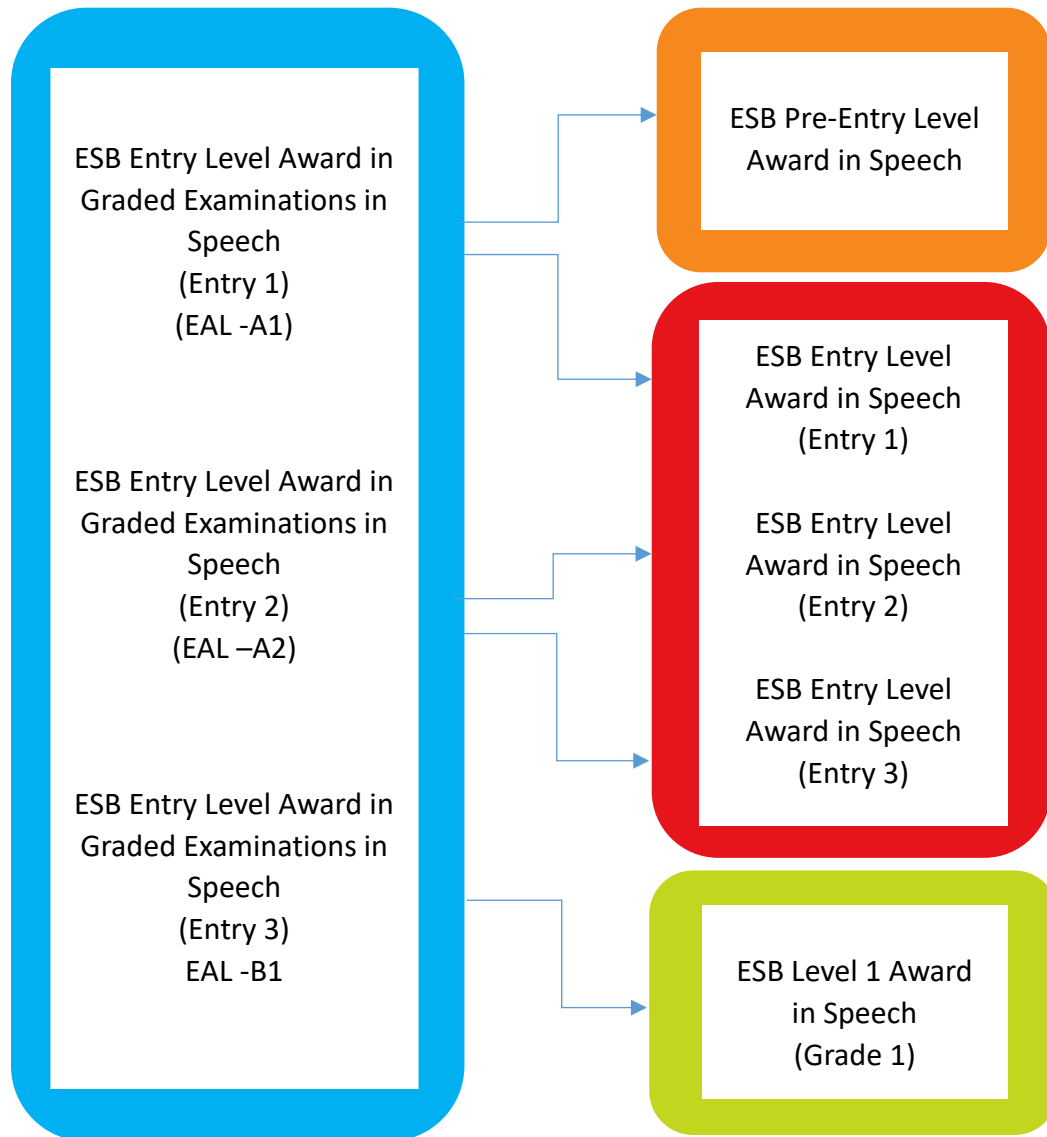 ESB Entry Level Award in
Graded Examinations in
Speech
(Entry 1)
(EAL -A1)
ESB Entry Level Award in
Graded Examinations in
Speech
(Entry 2)
(EAL –A2)
ESB Entry Level Award in
Graded Examinations in
Speech
(Entry 3)
EAL -B1
ESB Pre-Entry Level
Award in Speech
ESB Entry Level
Award in Speech
(Entry 1)
ESB Entry Level
Award in Speech
(Entry 2)
ESB Entry Level
Award in Speech
(Entry 3)
ESB Level 1 Award
in Speech
(Grade 1)